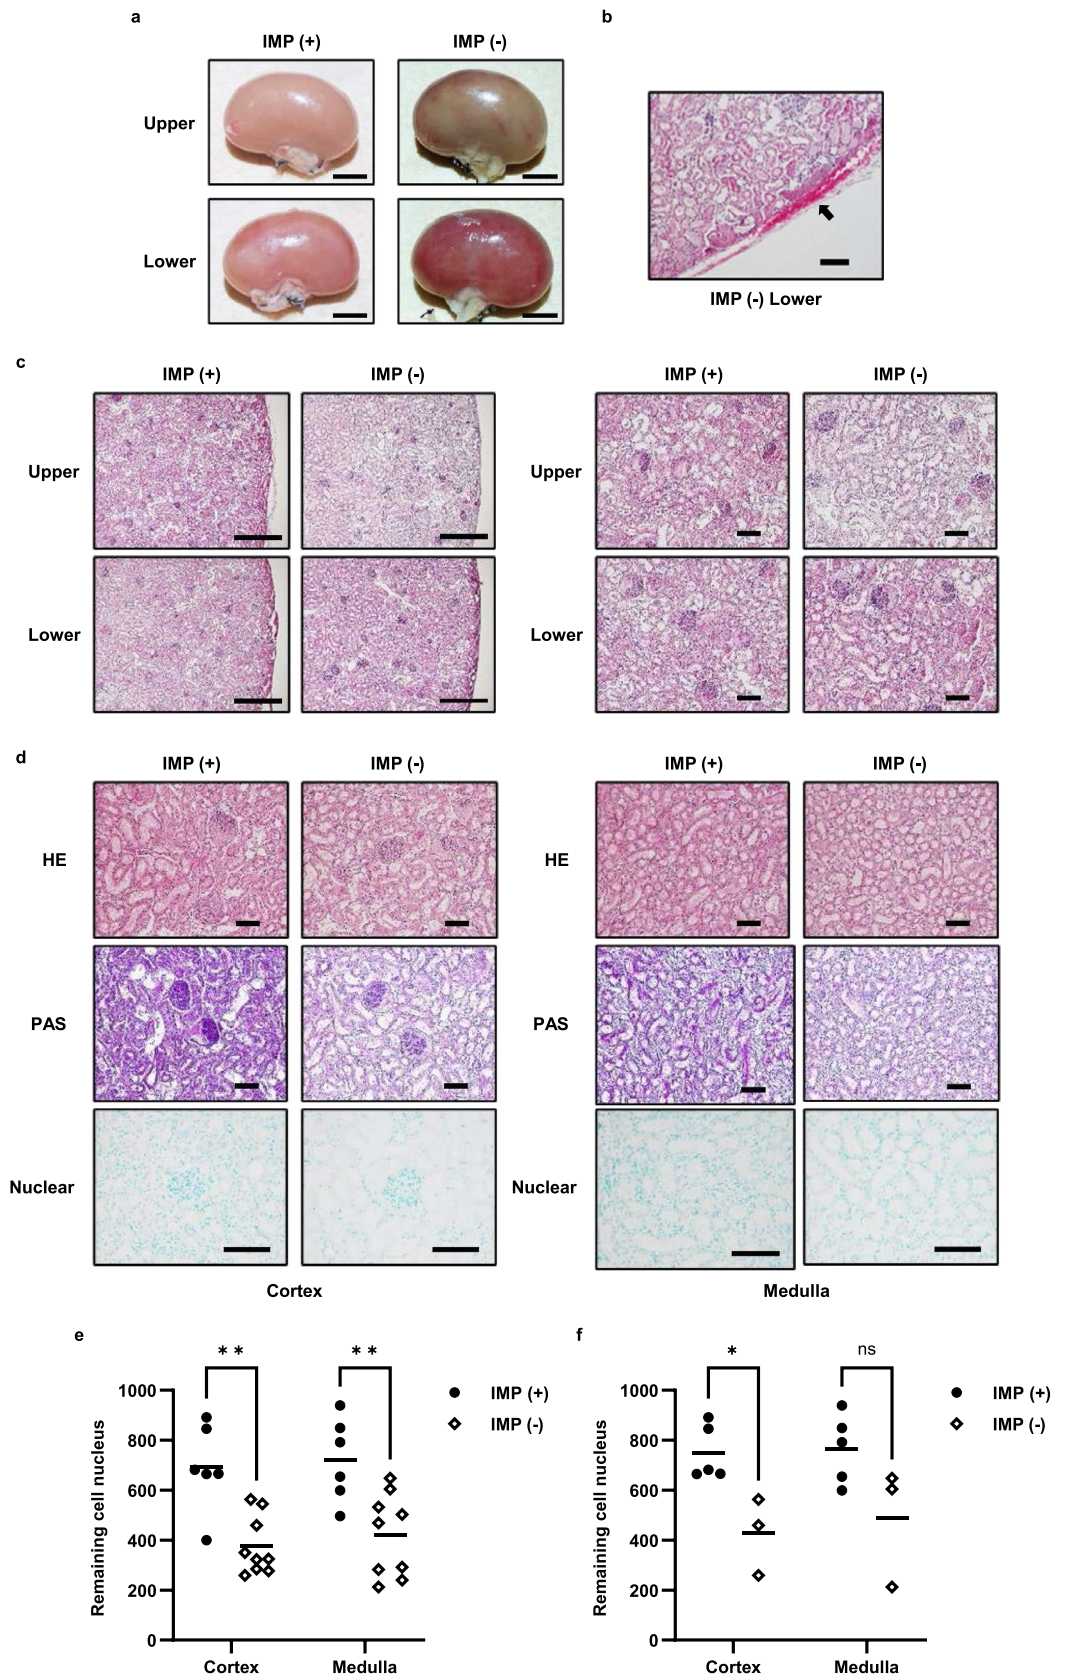 a
b
IMP (+)
IMP (-)
Upper
Lower
IMP (-) Lower
c
IMP (+)
IMP (-)
IMP (+)
IMP (-)
Upper
Upper
Lower
Lower
d
IMP (+)
IMP (-)
IMP (+)
IMP (-)
HE
HE
PAS
PAS
Nuclear
Nuclear
Cortex
Medulla
e
**
**
1000
800
600
400
200
0
Remaining cell nucleus
Cortex
Medulla
IMP (+)
IMP (-)
f
*
ns
1000
800
600
400
200
0
Remaining cell nucleus
Cortex
Medulla
IMP (+)
IMP (-)